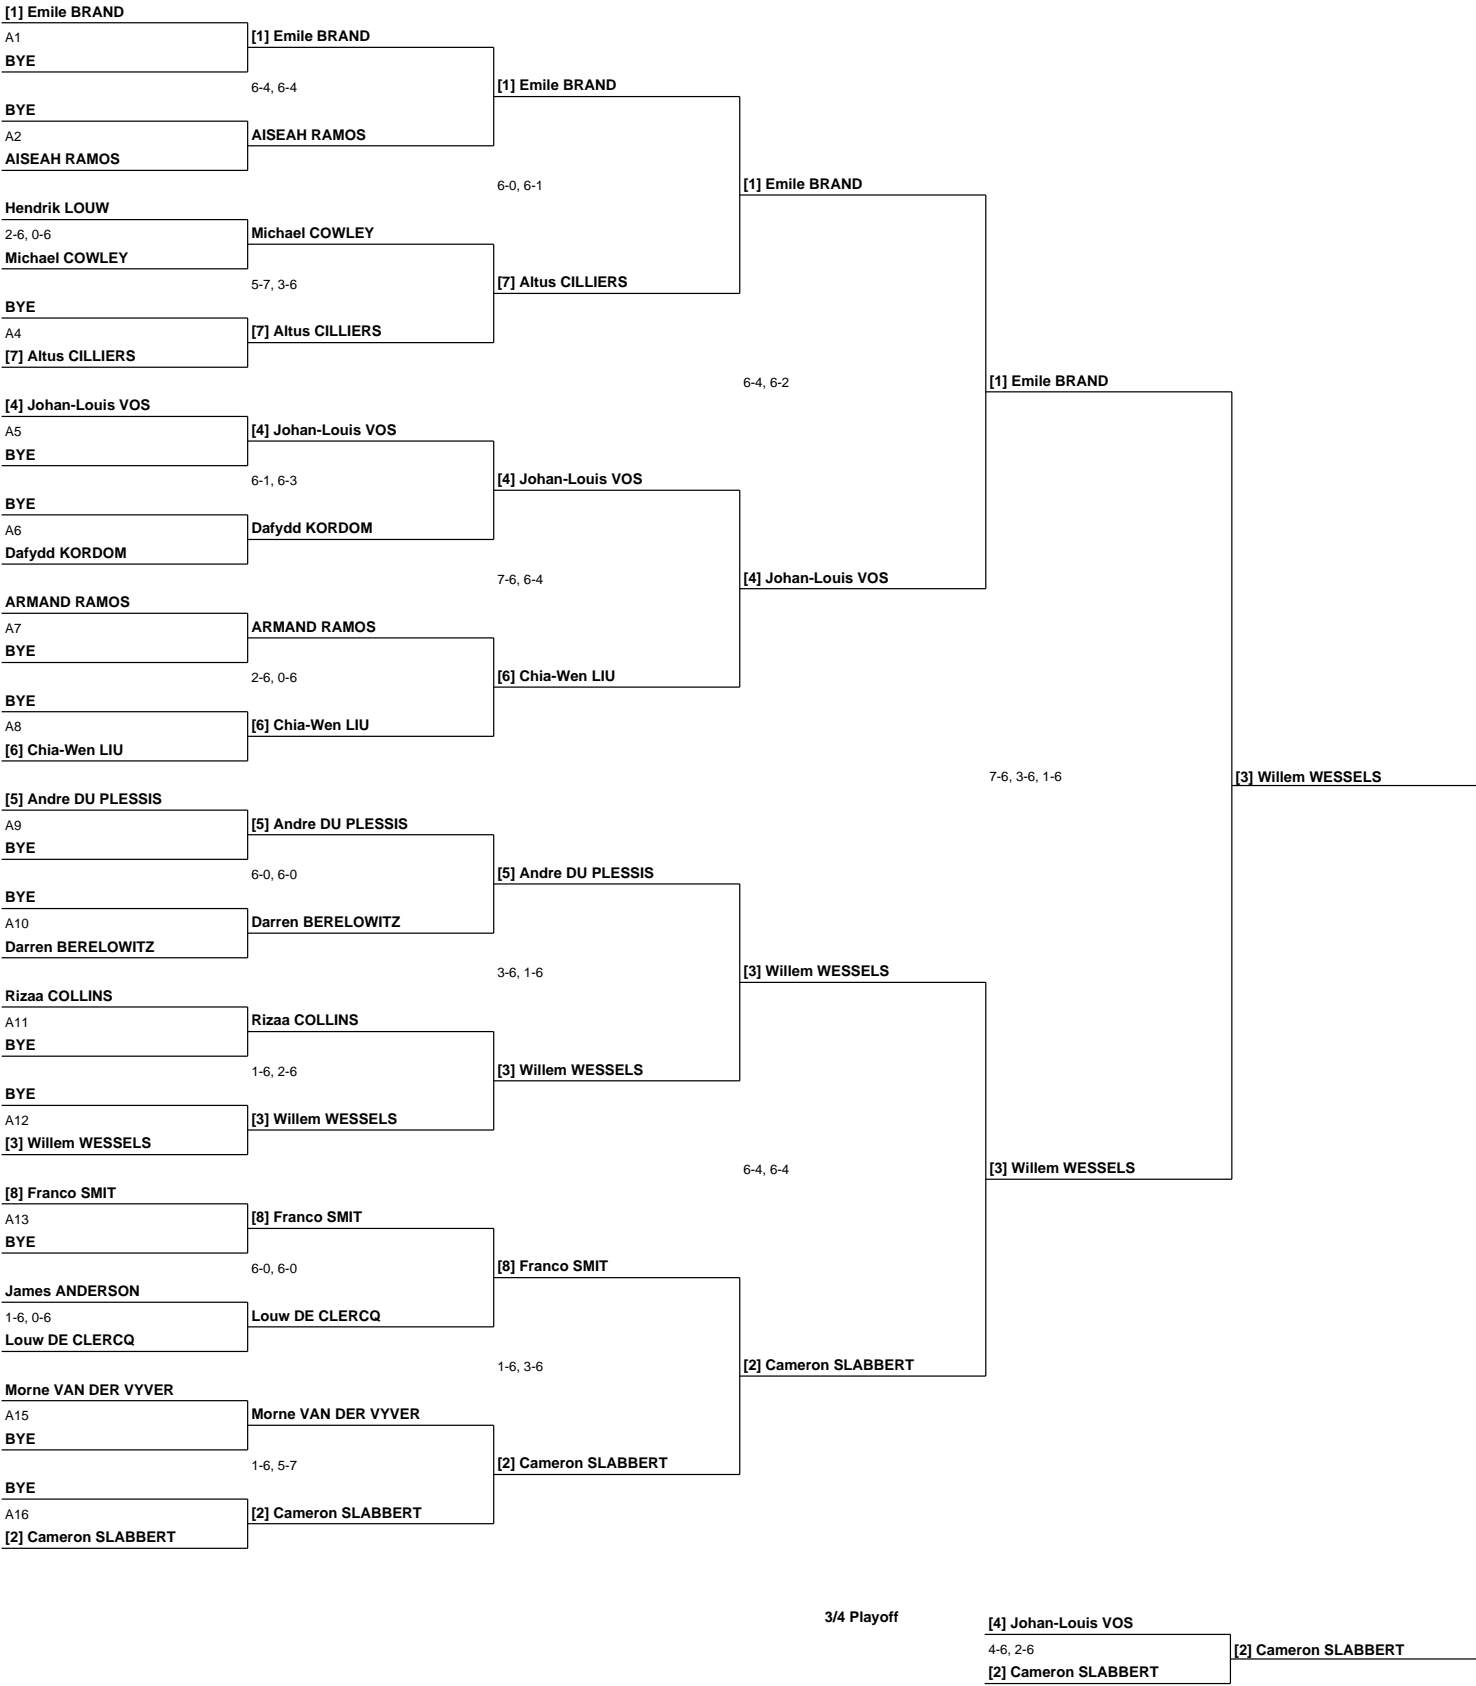 [1] Emile BRAND
A1
BYE
[1] Emile BRAND
6-4, 6-4
[1] Emile BRAND
BYE
A2
AISEAH RAMOS
AISEAH RAMOS
6-0, 6-1
[1] Emile BRAND
Hendrik LOUW
2-6, 0-6
Michael COWLEY
Michael COWLEY
5-7, 3-6
[7] Altus CILLIERS
BYE
A4
[7] Altus CILLIERS
[7] Altus CILLIERS
6-4, 6-2
[1] Emile BRAND
[4] Johan-Louis VOS
A5
BYE
[4] Johan-Louis VOS
6-1, 6-3
[4] Johan-Louis VOS
BYE
A6
Dafydd KORDOM
Dafydd KORDOM
7-6, 6-4
[4] Johan-Louis VOS
ARMAND RAMOS
A7
BYE
ARMAND RAMOS
2-6, 0-6
[6] Chia-Wen LIU
BYE
A8
[6] Chia-Wen LIU
[6] Chia-Wen LIU
7-6, 3-6, 1-6
[3] Willem WESSELS
[5] Andre DU PLESSIS
A9
BYE
[5] Andre DU PLESSIS
6-0, 6-0
[5] Andre DU PLESSIS
BYE
A10
Darren BERELOWITZ
Darren BERELOWITZ
3-6, 1-6
[3] Willem WESSELS
Rizaa COLLINS
A11
BYE
Rizaa COLLINS
1-6, 2-6
[3] Willem WESSELS
BYE
A12
[3] Willem WESSELS
[3] Willem WESSELS
6-4, 6-4
[3] Willem WESSELS
[8] Franco SMIT
A13
BYE
[8] Franco SMIT
6-0, 6-0
[8] Franco SMIT
James ANDERSON
1-6, 0-6
Louw DE CLERCQ
Louw DE CLERCQ
1-6, 3-6
[2] Cameron SLABBERT
Morne VAN DER VYVER
A15
BYE
Morne VAN DER VYVER
1-6, 5-7
[2] Cameron SLABBERT
BYE
A16
[2] Cameron SLABBERT
[2] Cameron SLABBERT
3/4 Playoff
[4] Johan-Louis VOS
4-6, 2-6
[2] Cameron SLABBERT
[2] Cameron SLABBERT